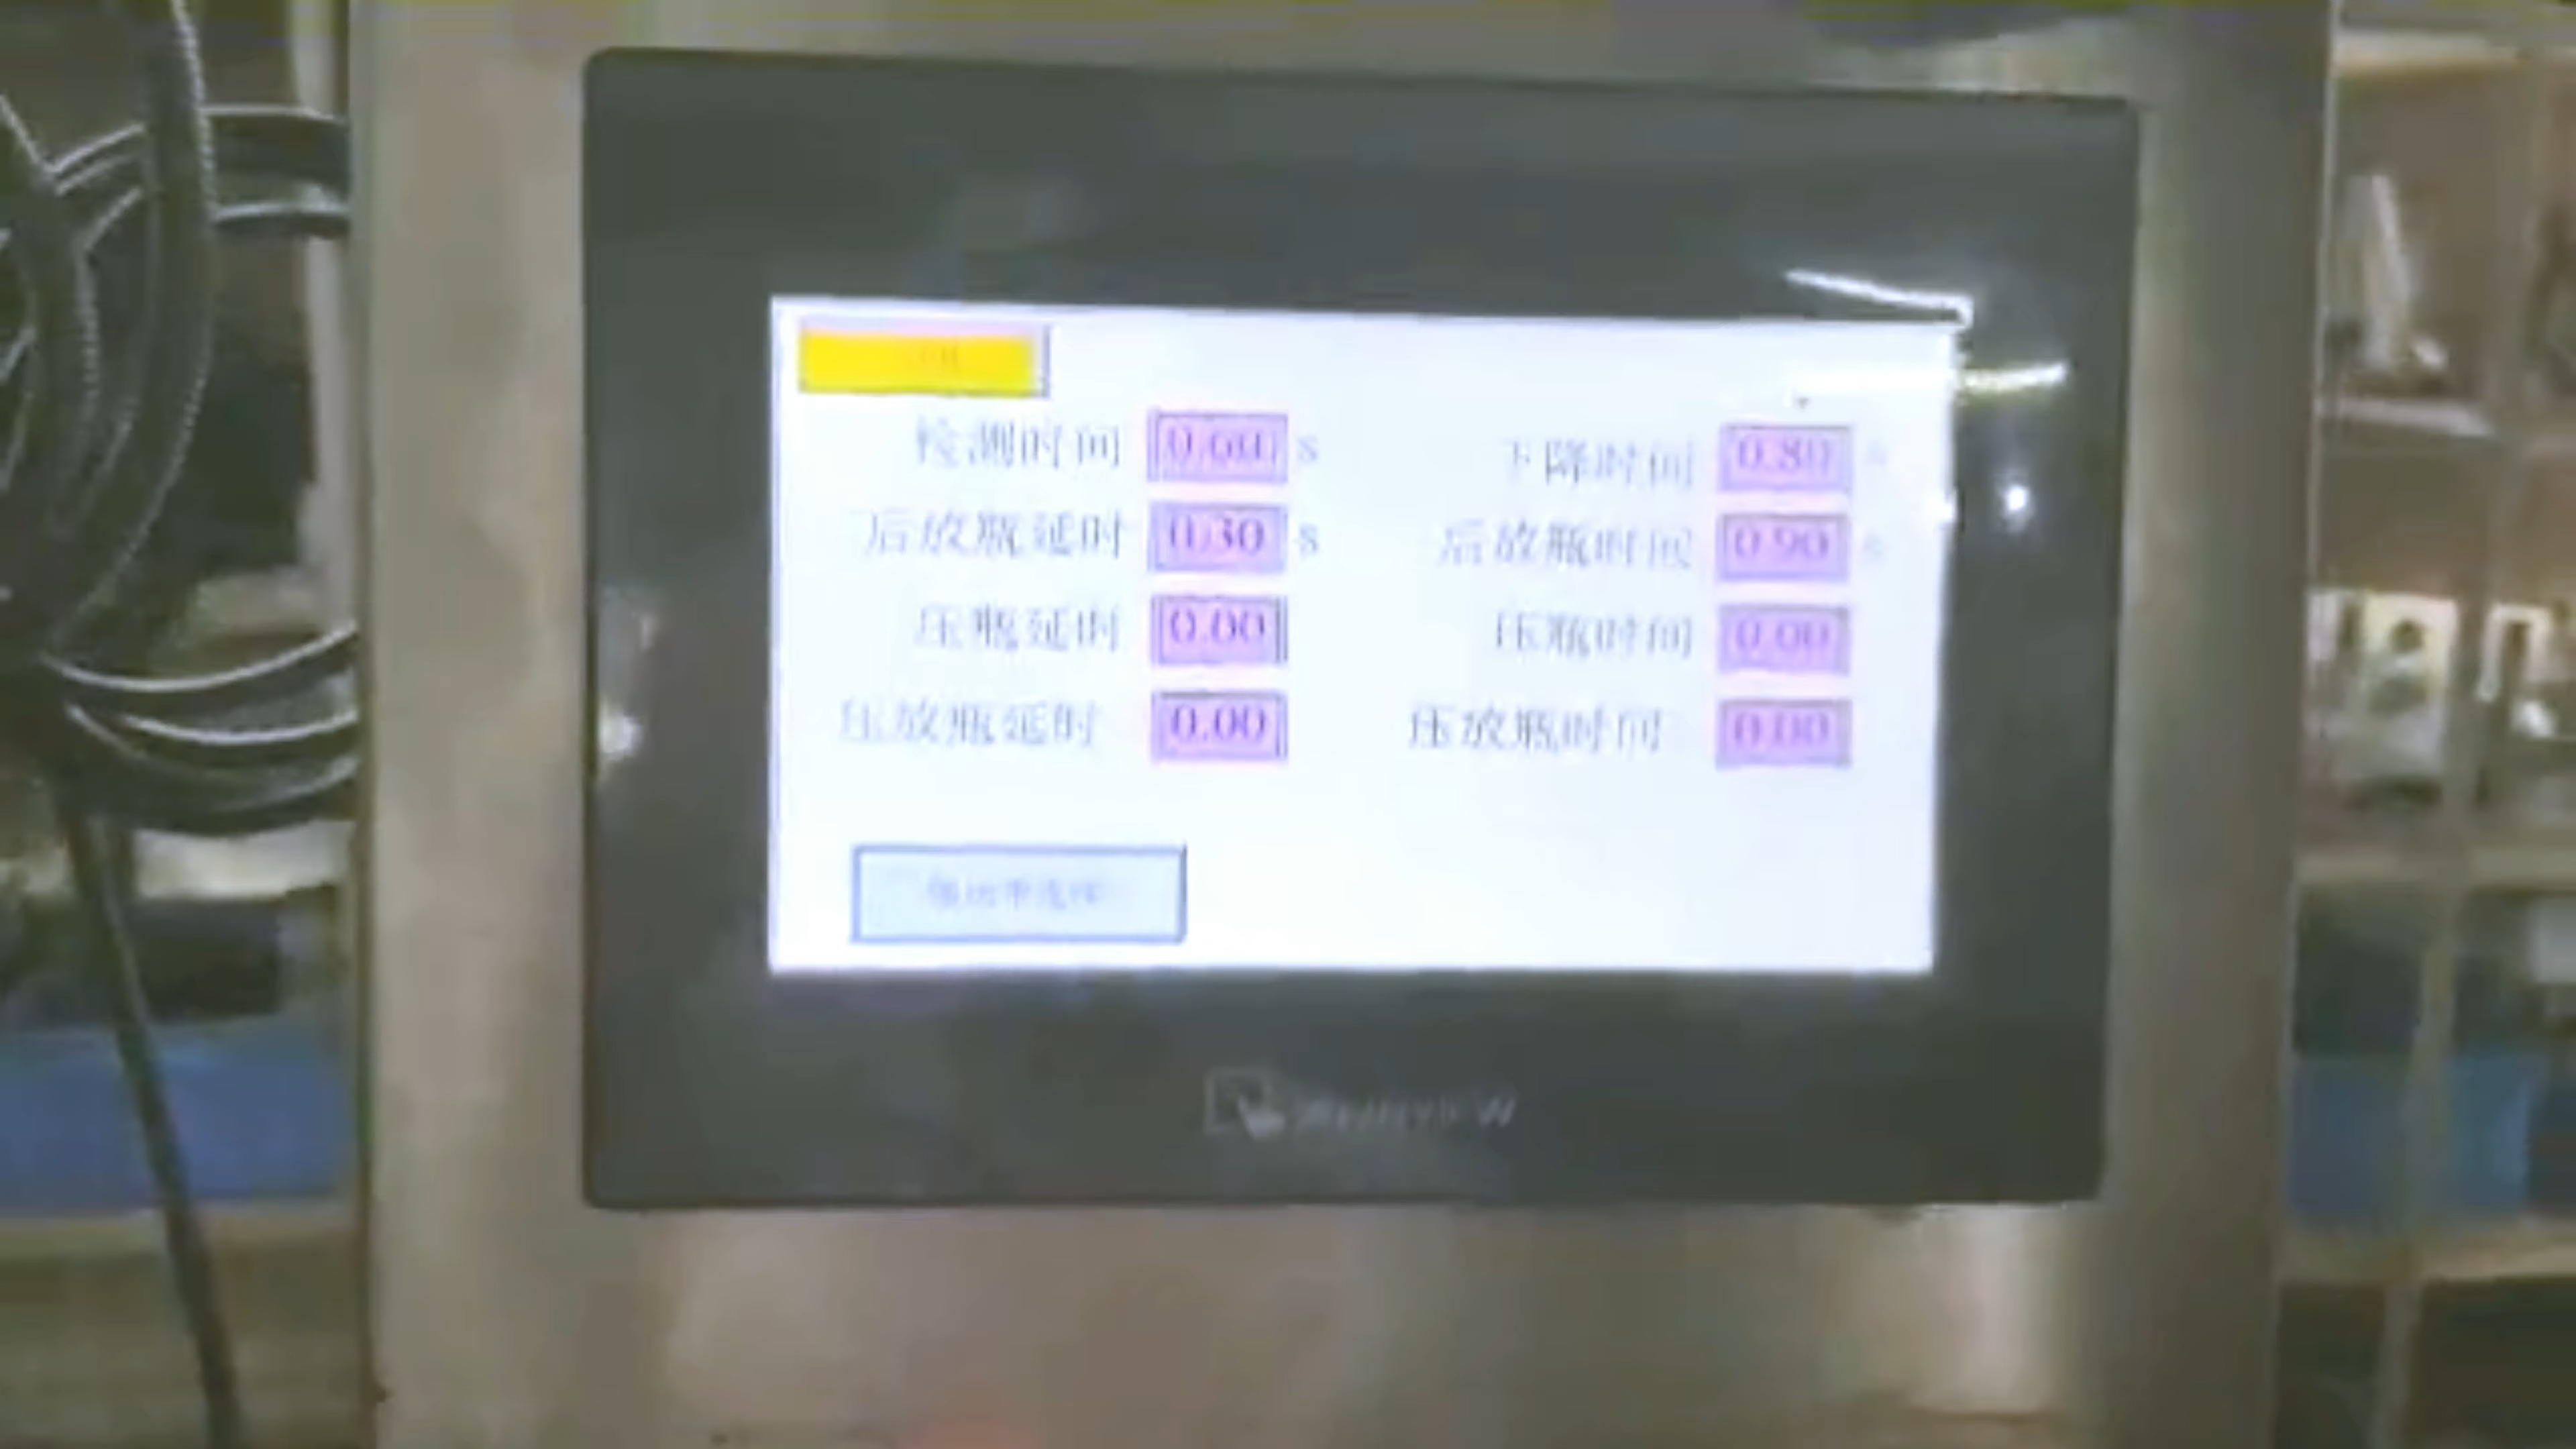 检测时间 0.60 s 下降时间 0.80 s
后放瓶延时 0.30 s 后放瓶时间 0.90 s
压瓶延时 0.00 压瓶时间 0.00
压放瓶延时 0.00 压放瓶时间 0.00